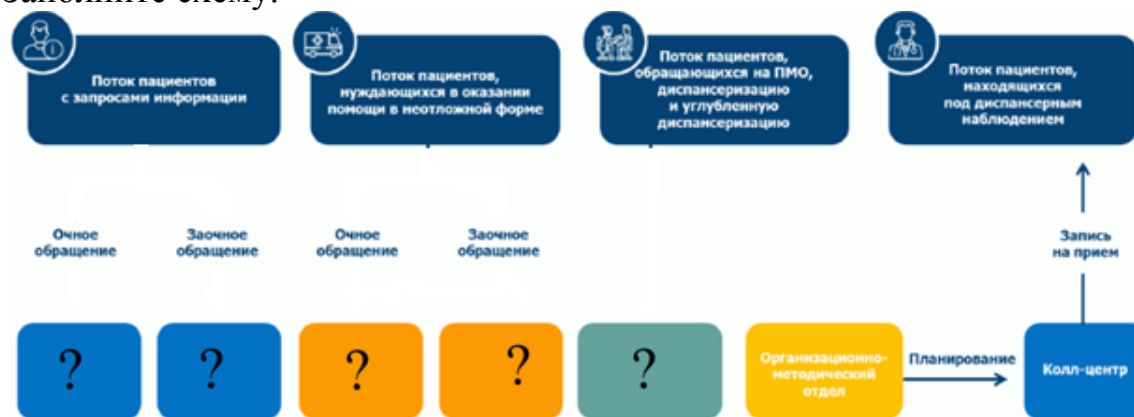 Заполните схему:
Поток пациентов
с запросами информации
Поток пациентов,
нуждающихся в оказании
помощи в неотложной форме
Поток пациентов,
обращающихся на ПМО,
диспансеризацию
и углубленную
диспансеризацию
Поток пациентов,
находящихся
под диспансерным
наблюдением
Очное
обращение
Заочное
обращение
Очное
обращение
Заочное
обращение
Запись
на прием
?
?
?
?
?
Организационно-
методический
отдел
Планирование
Колл-центр